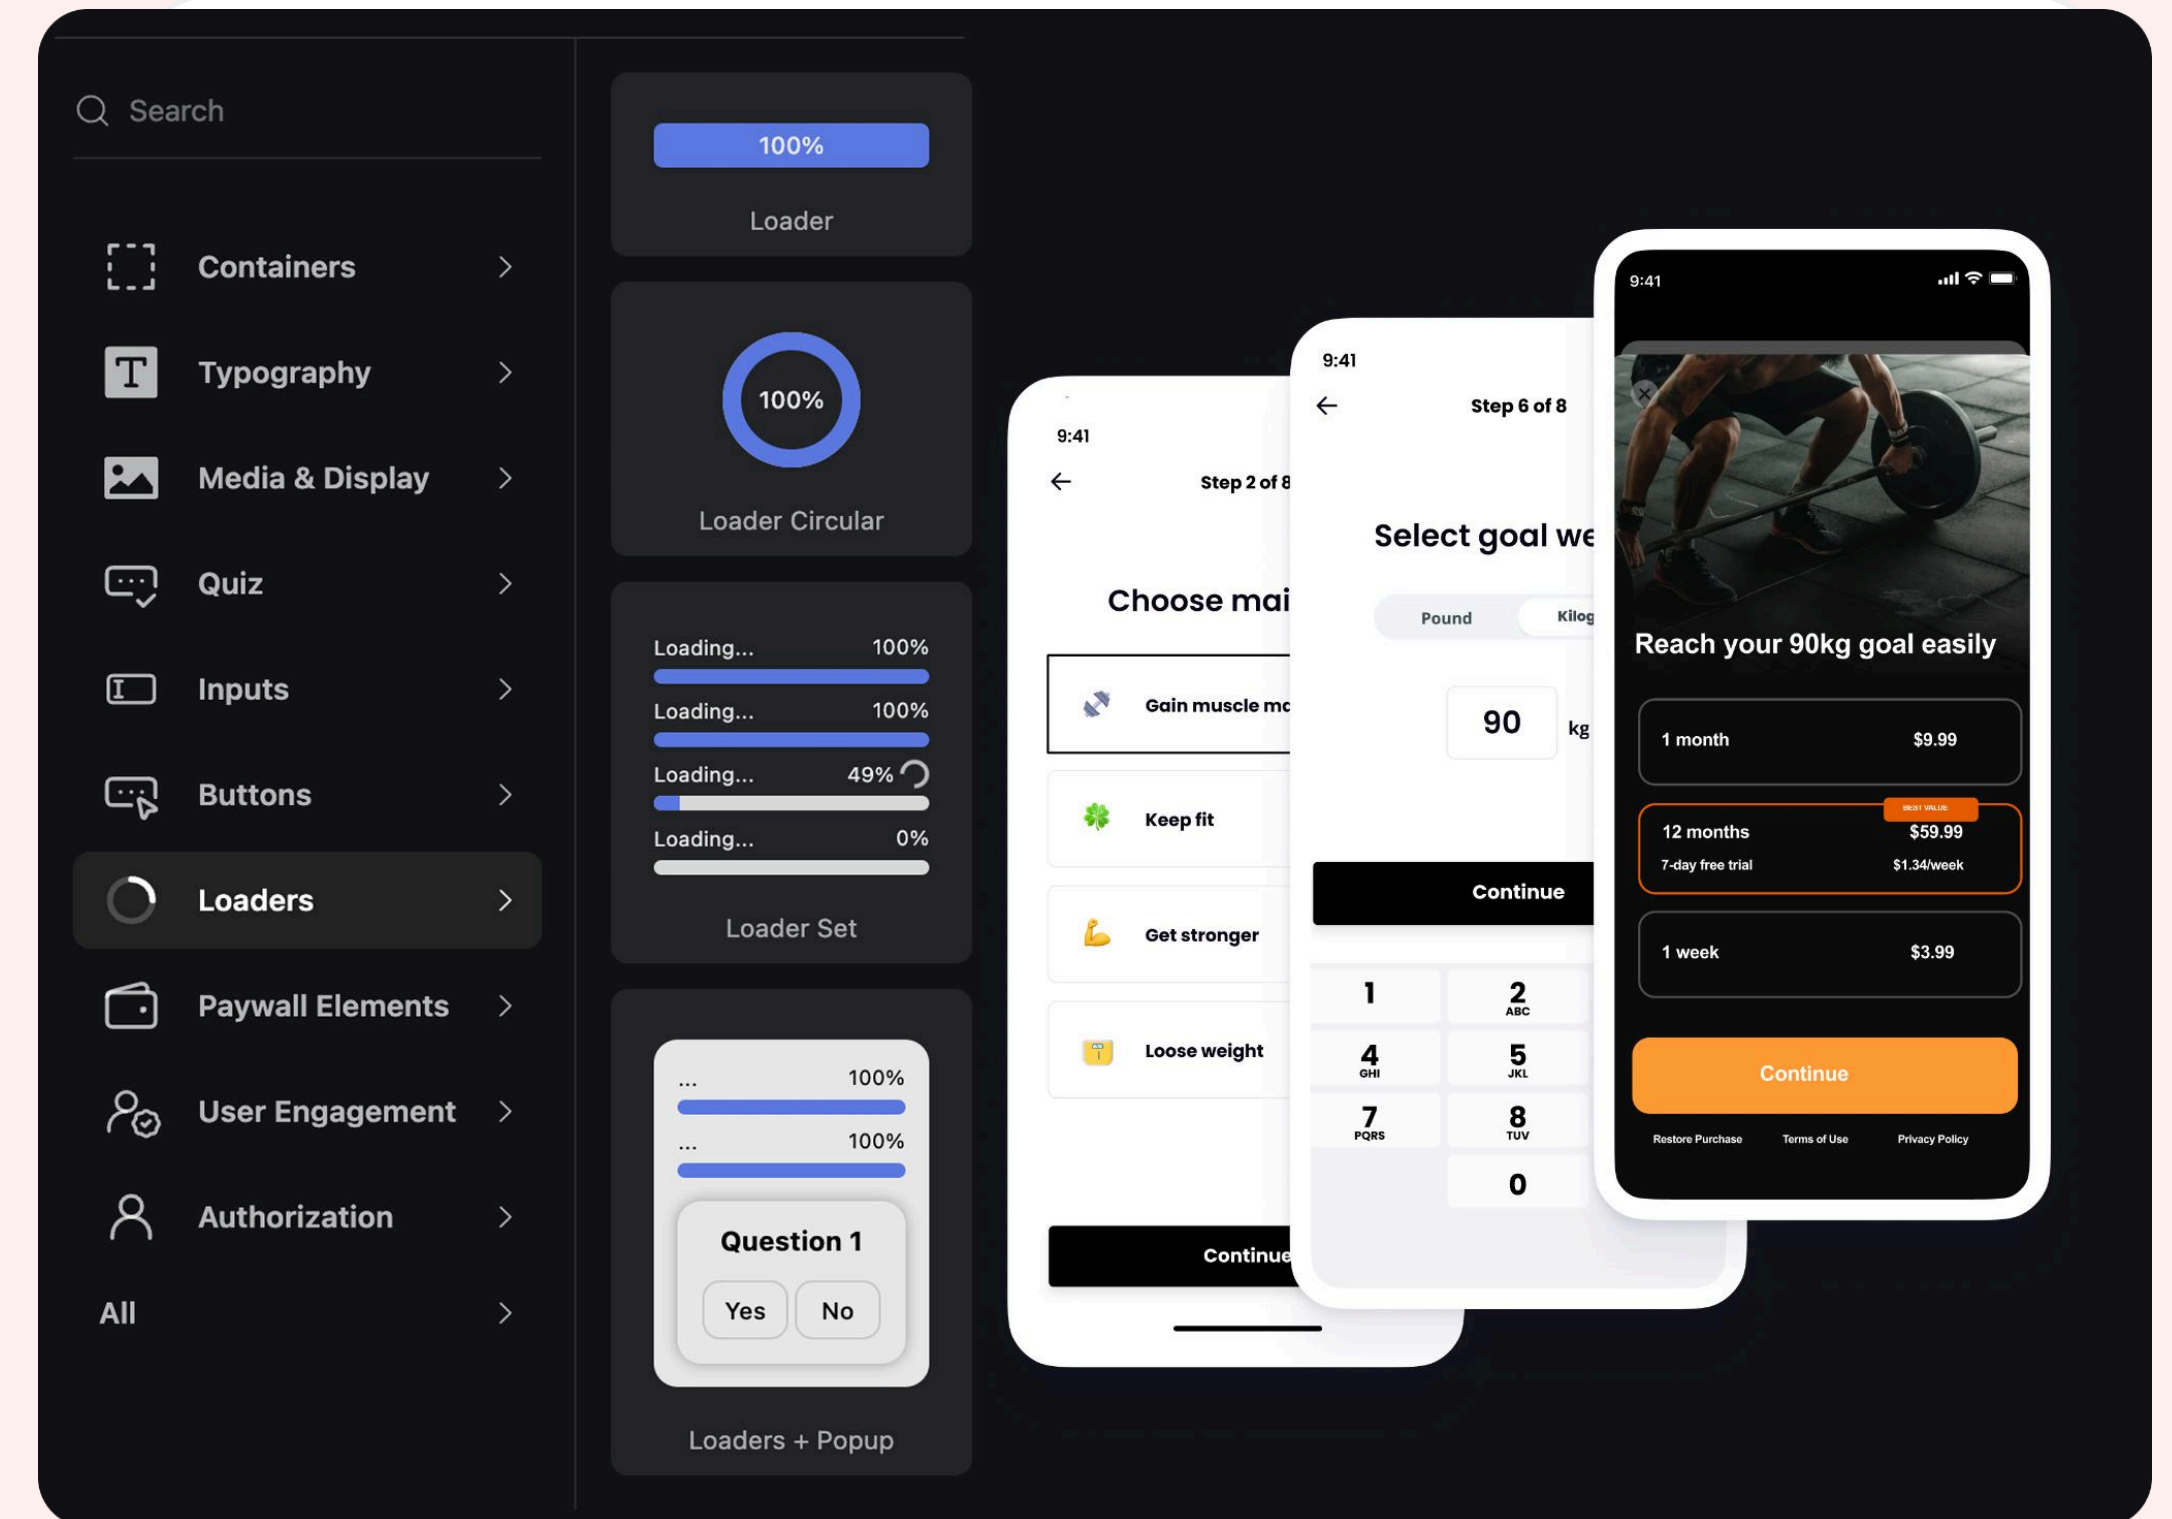 Search
Containers
Typography
Media & Display
Quiz
Inputs
Buttons
Loaders
Paywall Elements
User Engagement
Authorization
All
100%
Loader
100%
Loader Circular
Loading... 100%
Loading... 100%
Loading... 49%
Loading... 0%
Loader Set
... 100%
... 100%
Question 1
Yes No
Loaders + Popup
9:41
Step 2 of 8
Choose mai
Gain muscle ma
Keep fit
Get stronger
Loose weight
Continue
9:41
Step 6 of 8
Select goal we
Pound Kilog
90 kg
Continue
1 2
ABC
4 5
GHI JKL
7 8
PQRS TUV
0
9:41
Reach your 90kg goal easily
1 month $9.99
BEST VALUE
12 months $59.99
7-day free trial $1.34/week
1 week $3.99
Continue
Restore Purchase Terms of Use Privacy Policy